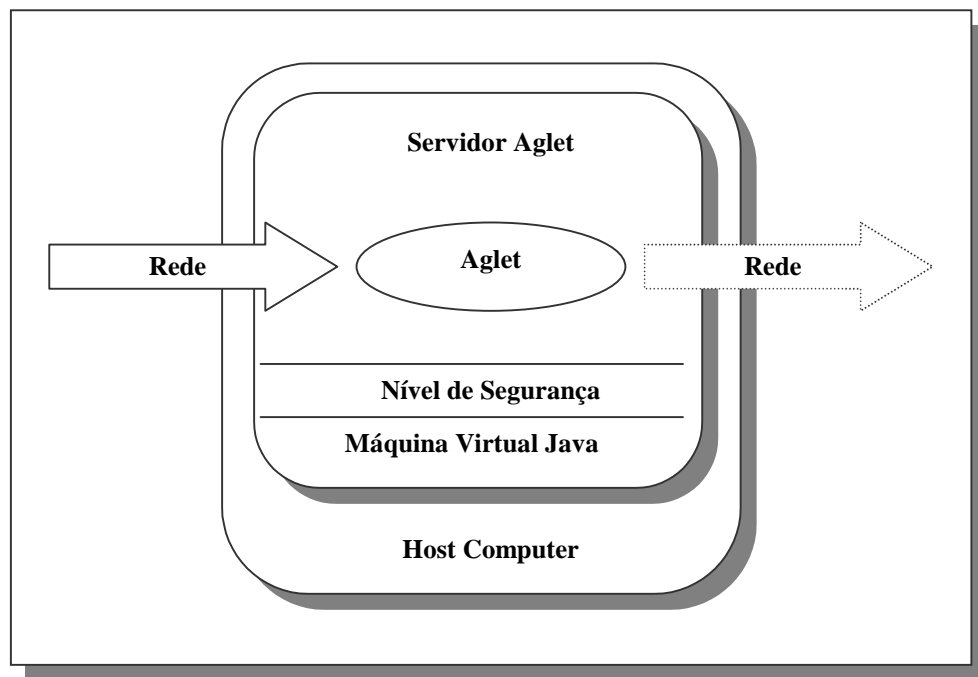 Servidor Aglet
Rede
Aglet
Rede
Nível de Segurança
Máquina Virtual Java
Host Computer